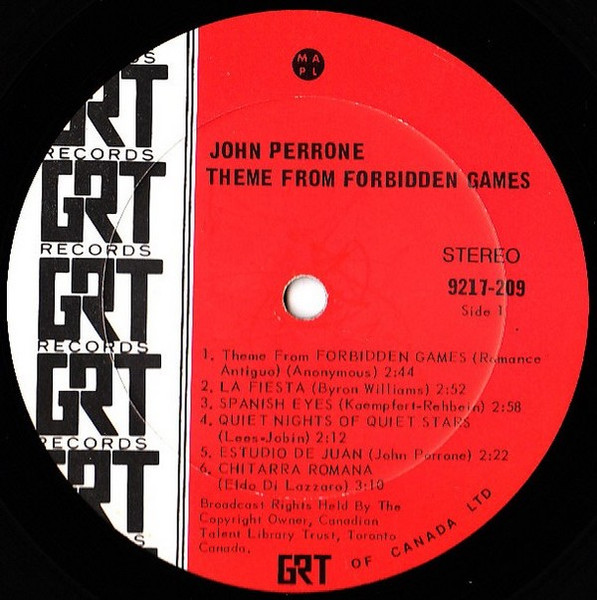 MA
PL
JOHN PERRONE
THEME FROM FORBIDDEN GAMES
STEREO
9217-209
Side 1
1. Theme From FORBIDDEN GAMES (Romance
Antiguo) (Anonymous) 2:44
2. LA FIESTA (Byron Williams) 2:52
3. SPANISH EYES (Kaempfert-Rehbein) 2:58
4. QUIET NIGHTS OF QUIET STARS
(Lees-Jobin) 2:12
5. ESTUDIO DE JUAN (John Perrone) 2:22
6. CHITARRA ROMANA
(Eldo Di Lazzaro) 3:10
Broadcast Rights Held By The
Copyright Owner, Canadian
Talent Library Trust, Toronto
Canada.
GRT OF CANADA LTD
GRT
RECORDS
GRT
RECORDS
GRT
RECORDS
GRT
RECORDS
GRT